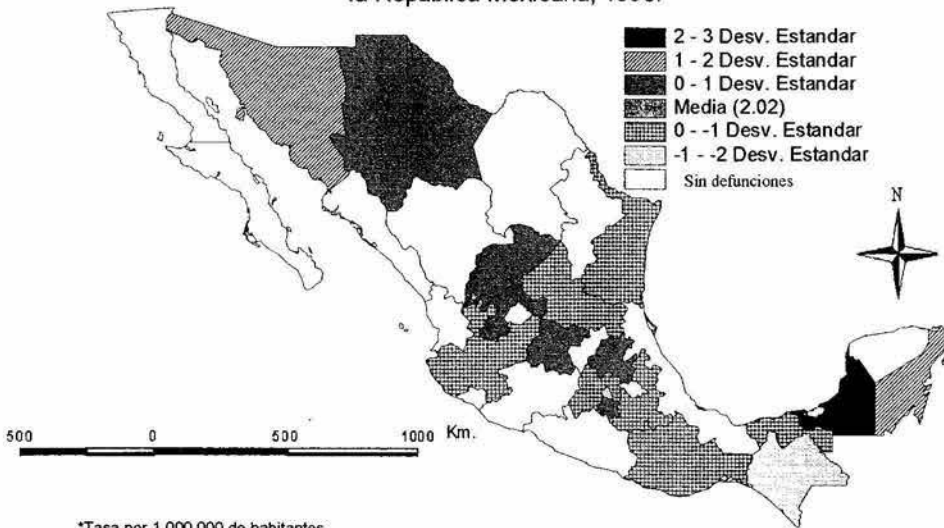 la República Mexicana, 1998.
2 - 3 Desv. Estandar
1 - 2 Desv. Estandar
0 - 1 Desv. Estandar
Media (2.02)
0 - -1 Desv. Estandar
-1 - -2 Desv. Estandar
Sin defunciones
N
500 0 500 1000 Km.
*Tasa por 1,000,000 de habitantes